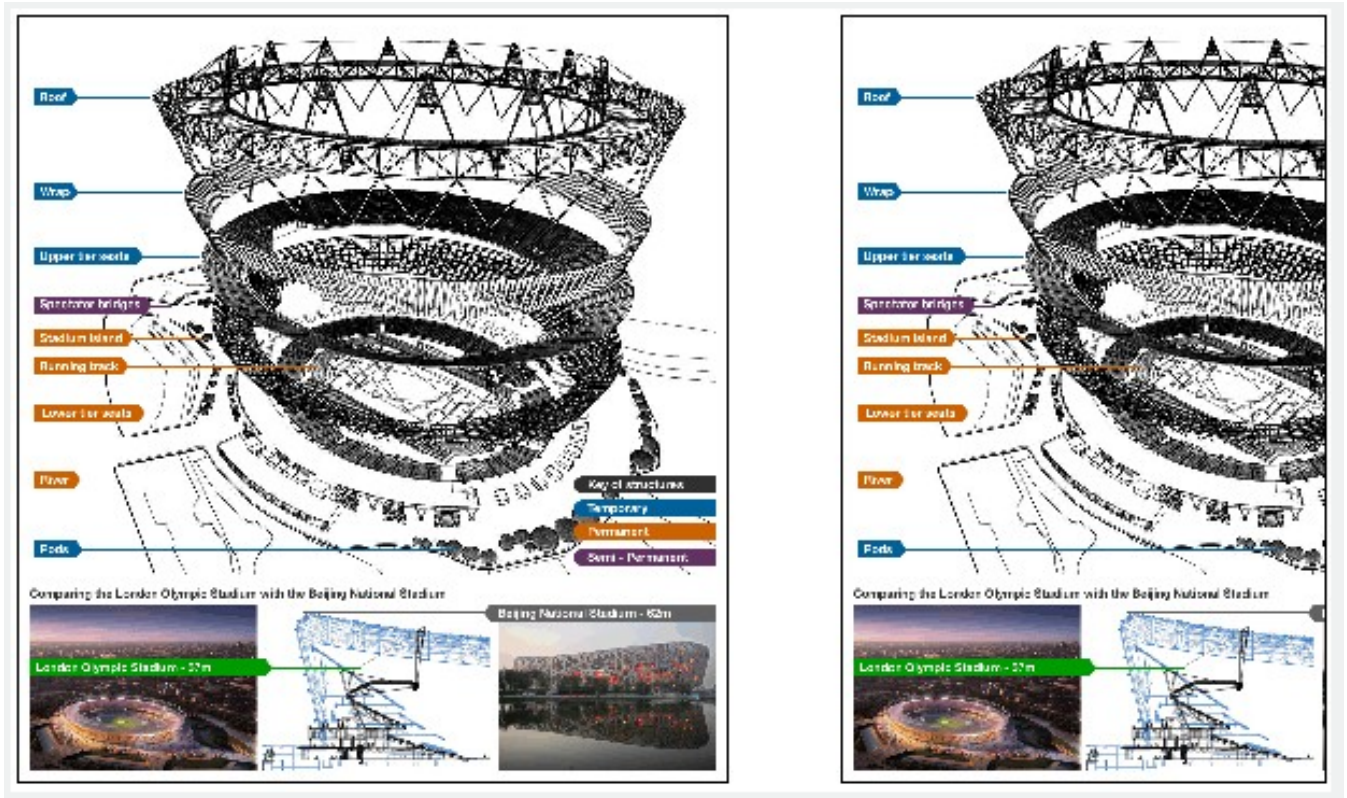 Roof
Wrap
Upper tier seats
Spectator bridges
Stadium Island
Running track
Lower tier seats
River
Pods
Key of structures
Temporary
Permanent
Semi - Permanent
Comparing the London Olympic Stadium with the Beijing National Stadium
Beijing National Stadium - 62m
London Olympic Stadium - 37m
Roof
Wrap
Upper tier seats
Spectator bridges
Stadium Island
Running track
Lower tier seats
River
Pods
Comparing the London Olympic Stadium with the Beijing National Stadium
London Olympic Stadium - 37m